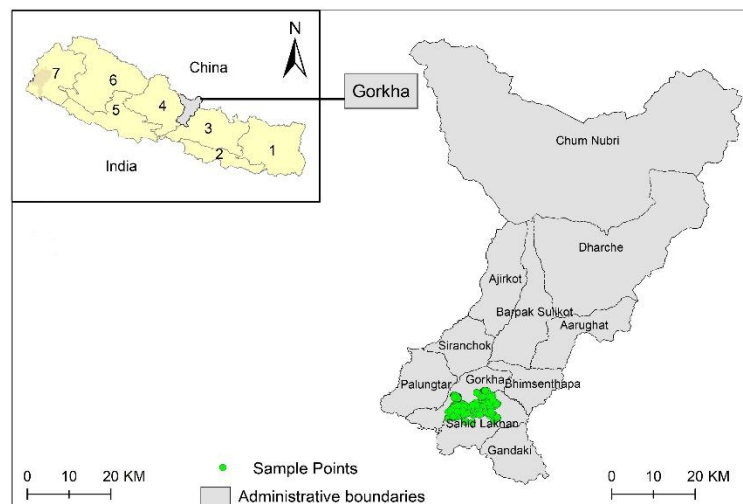 China
N
7
6
5
4
3
2
1
India
Gorkha
Chum Nubri
Dharche
Ajirkot
Barpak Sulikot
Aarughat
Siranchok
Palungtar
Gorkha
Bhimsenthapa
Sahid Lakhan
Gandaki
Sample Points
Administrative boundaries
0 10 20 KM
0 10 20 KM